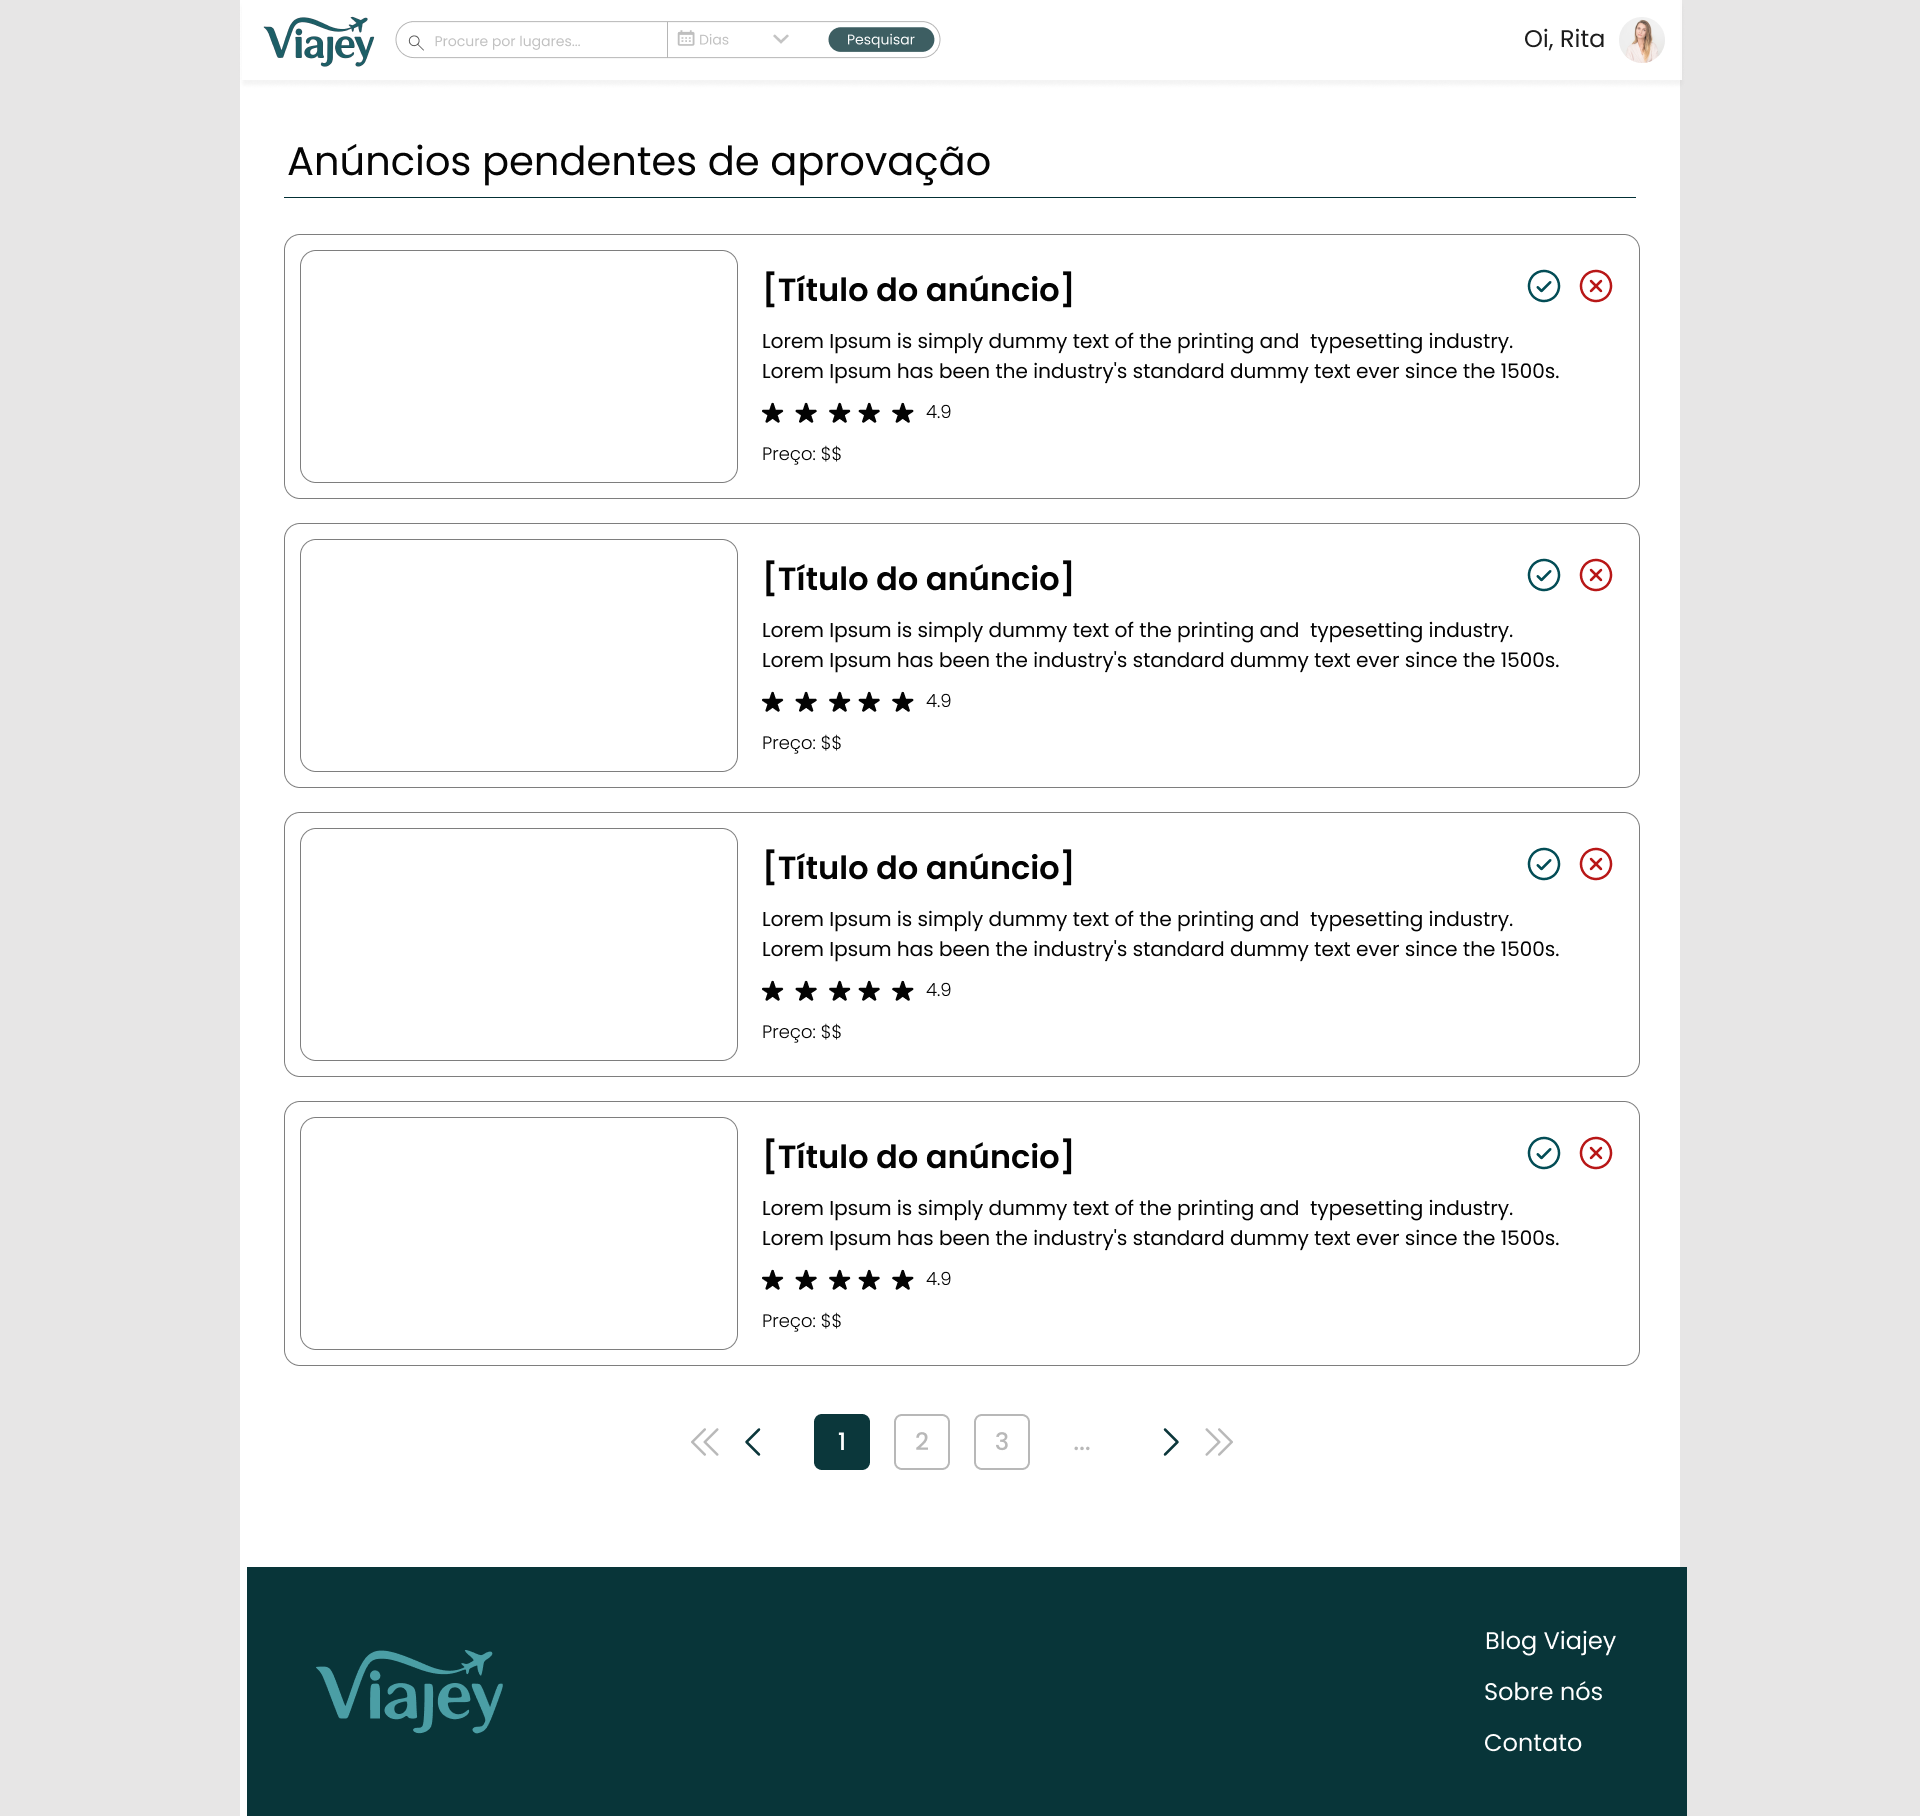 Viajey
Procure por lugares...
Dias
Pesquisar
Oi, Rita
Anúncios pendentes de aprovação
[Título do anúncio]
Lorem Ipsum is simply dummy text of the printing and  typesetting industry.
Lorem Ipsum has been the industry's standard dummy text ever since the 1500s.
4.9
Preço: $$
[Título do anúncio]
Lorem Ipsum is simply dummy text of the printing and  typesetting industry.
Lorem Ipsum has been the industry's standard dummy text ever since the 1500s.
4.9
Preço: $$
[Título do anúncio]
Lorem Ipsum is simply dummy text of the printing and  typesetting industry.
Lorem Ipsum has been the industry's standard dummy text ever since the 1500s.
4.9
Preço: $$
[Título do anúncio]
Lorem Ipsum is simply dummy text of the printing and  typesetting industry.
Lorem Ipsum has been the industry's standard dummy text ever since the 1500s.
4.9
Preço: $$
1 2 3 ...
Viajey
Blog Viajey
Sobre nós
Contato